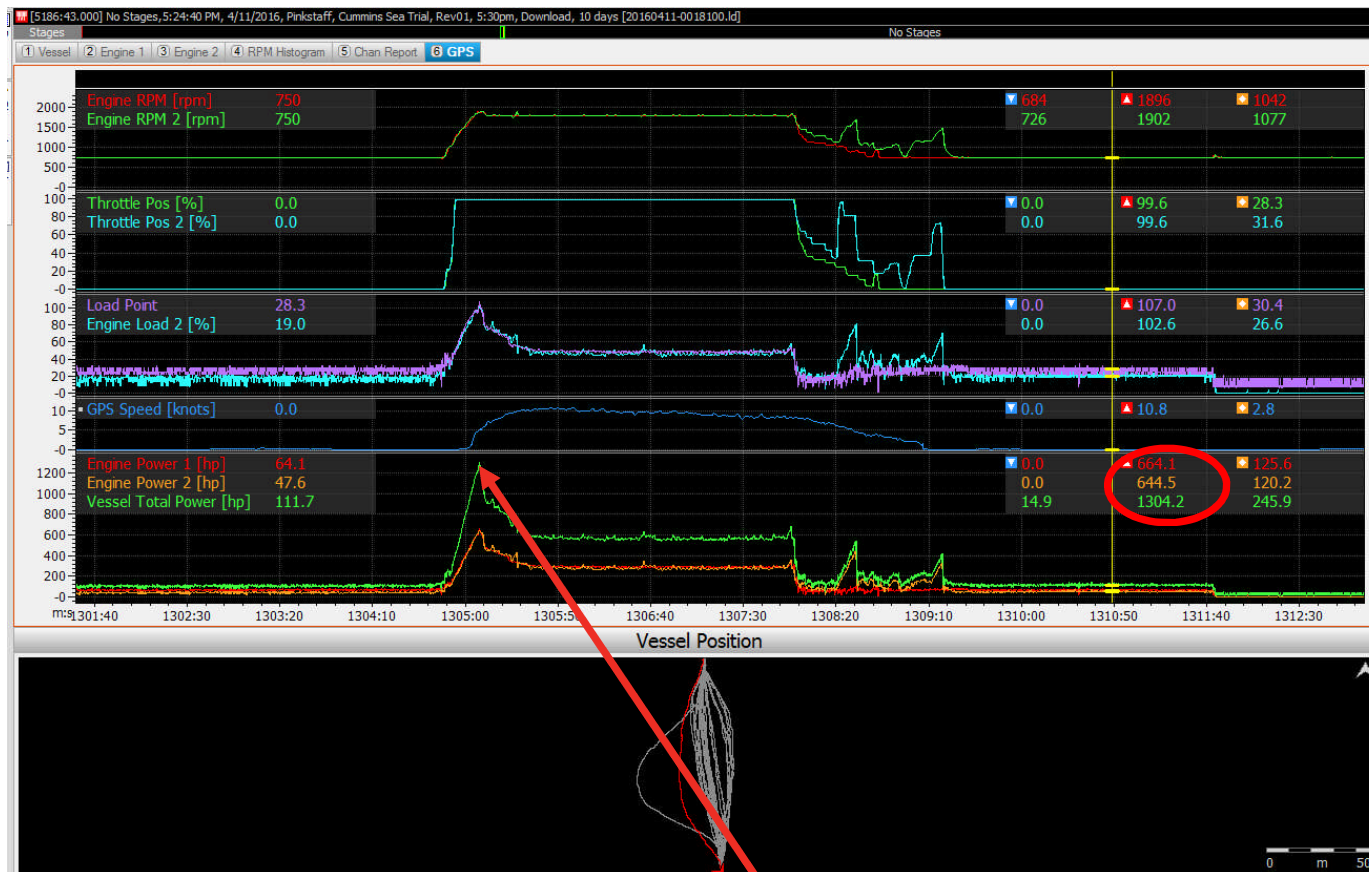 [5186:43.000] No Stages,5:24:40 PM, 4/11/2016, Pinkstaff, Cummins Sea Trial, Rev01, 5:30pm, Download, 10 days [20160411-0018100.ld]
Stages No Stages
1 Vessel 2 Engine 1 3 Engine 2 4 RPM Histogram 5 Chan Report 6 GPS
Engine RPM [rpm] 750 684 1896 1042
Engine RPM 2 [rpm] 750 726 1902 1077
2000
1500
1000
500
-0
Throttle Pos [%] 0.0 0.0 99.6 28.3
Throttle Pos 2 [%] 0.0 0.0 99.6 31.6
100
80
60
40
20
-0
Load Point 28.3 0.0 107.0 30.4
Engine Load 2 [%] 19.0 0.0 102.6 26.6
100
80
60
40
20
-0
GPS Speed [knots] 0.0 0.0 10.8 2.8
10
5
-0
Engine Power 1 [hp] 64.1 0.0 664.1 125.6
Engine Power 2 [hp] 47.6 0.0 644.5 120.2
Vessel Total Power [hp] 111.7 14.9 1304.2 245.9
1200
1000
800
600
400
200
-0
m:s 1301:40 1302:30 1303:20 1304:10 1305:00 1305:50 1306:40 1307:30 1308:20 1309:10 1310:00 1310:50 1311:40 1312:30
Vessel Position
0 m 50